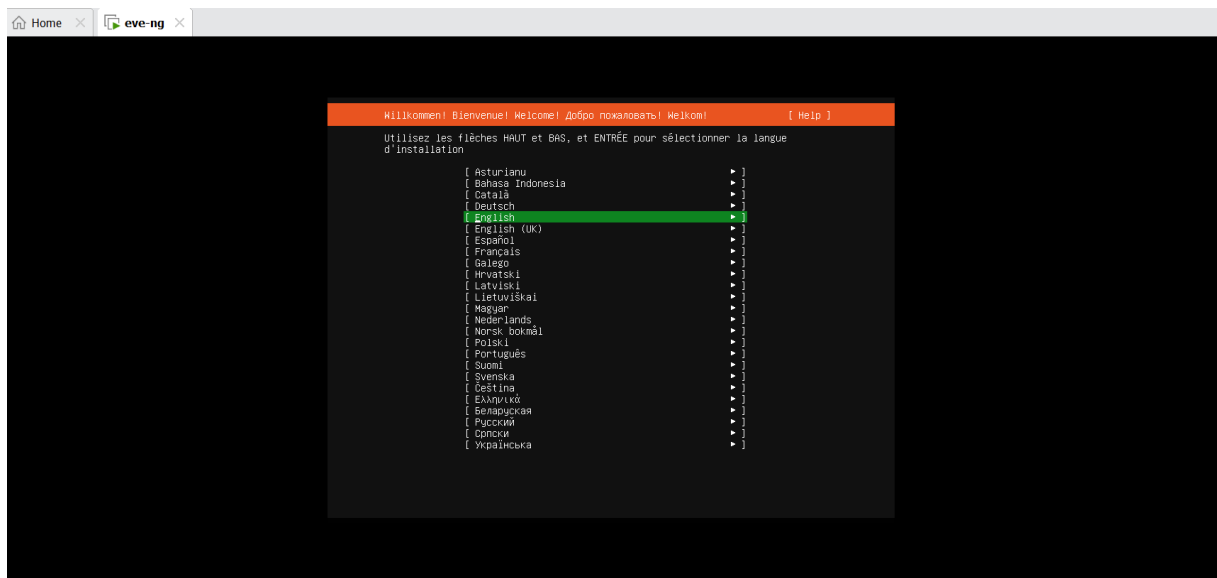 Home
eve-ng
Willkommen! Bienvenue! Welcome! Добро пожаловать! Welkom! [ Help ]
Utilisez les flèches HAUT et BAS, et ENTRÉE pour sélectionner la langue
d'installation
[ Asturianu ▸ ]
[ Bahasa Indonesia ▸ ]
[ Català ▸ ]
[ Deutsch ▸ ]
[ English ▸ ]
[ English (UK) ▸ ]
[ Español ▸ ]
[ Français ▸ ]
[ Galego ▸ ]
[ Hrvatski ▸ ]
[ Latviski ▸ ]
[ Lietuviškai ▸ ]
[ Magyar ▸ ]
[ Nederlands ▸ ]
[ Norsk bokmål ▸ ]
[ Polski ▸ ]
[ Português ▸ ]
[ Suomi ▸ ]
[ Svenska ▸ ]
[ Čeština ▸ ]
[ Ελληνικά ▸ ]
[ Беларуская ▸ ]
[ Русский ▸ ]
[ Српски ▸ ]
[ Українська ▸ ]